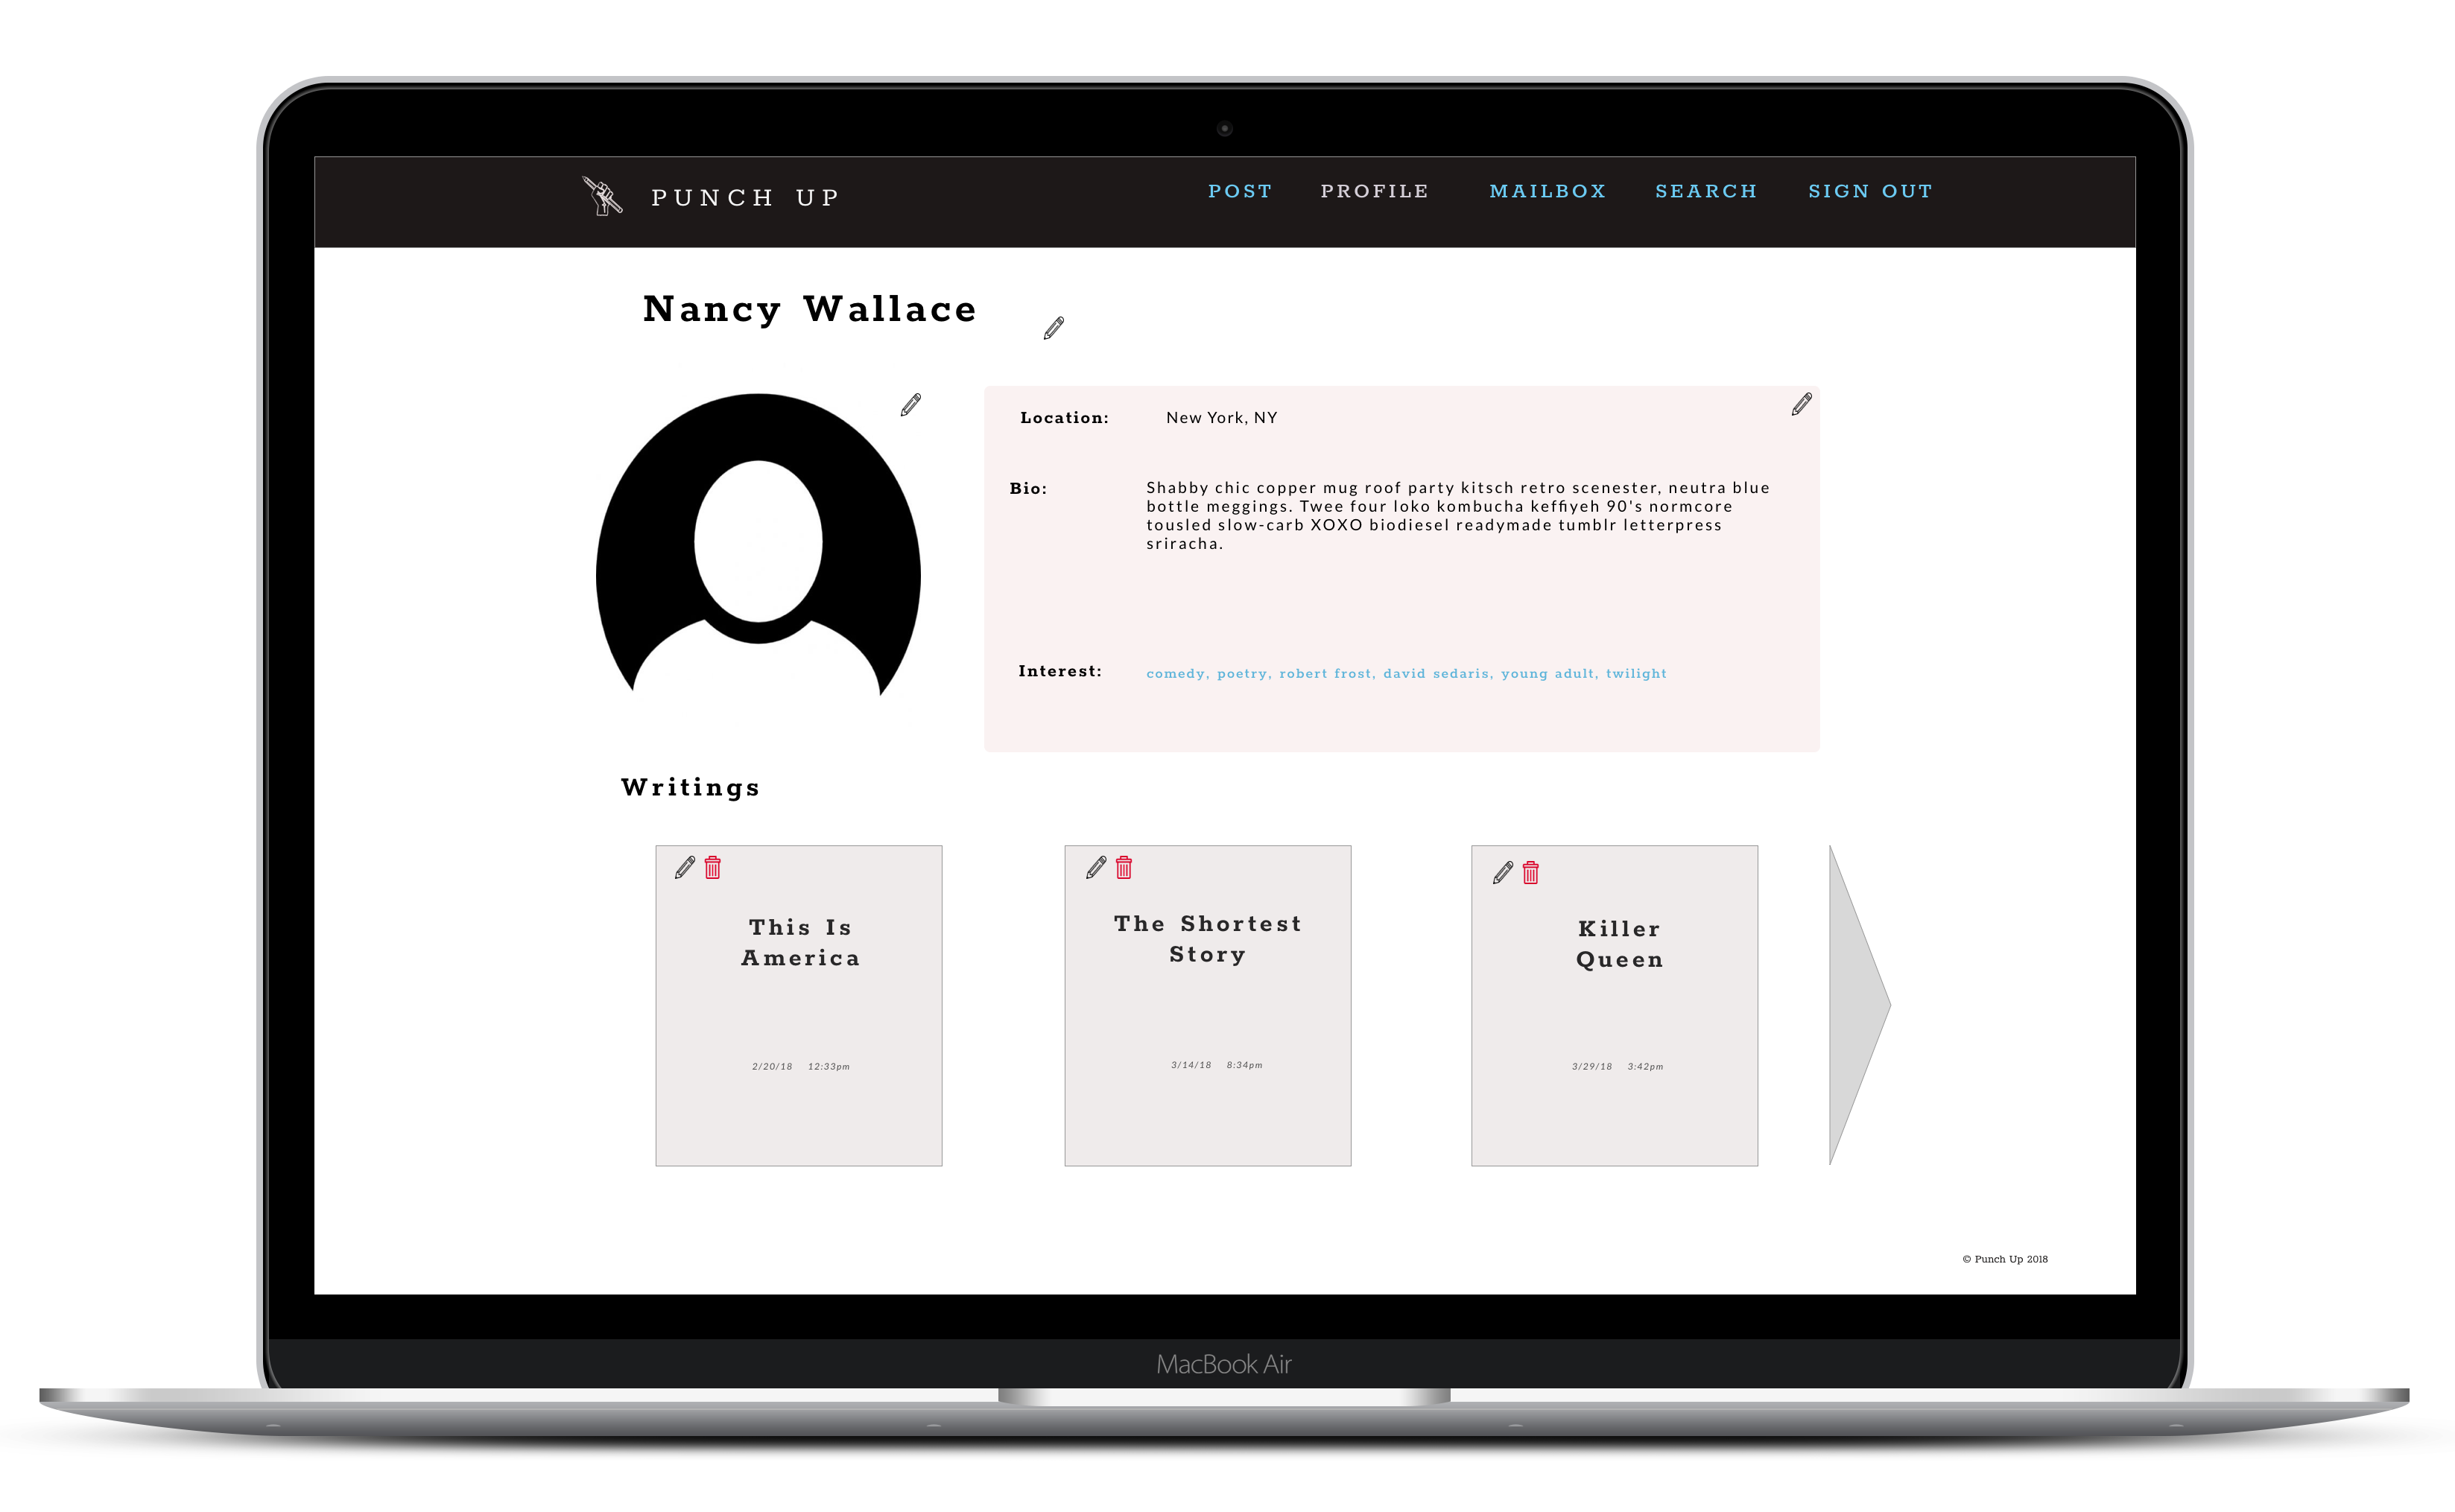 PUNCH UP
POST PROFILE MAILBOX SEARCH SIGN OUT
Nancy Wallace
Location: New York, NY
Bio: Shabby chic copper mug roof party kitsch retro scenester, neutra blue
bottle meggings. Twee four loko kombucha keffiyeh 90's normcore
tousled slow-carb XOXO biodiesel readymade tumblr letterpress
sriracha.
Interest: comedy, poetry, robert frost, david sedaris, young adult, twilight
Writings
This Is
America
2/20/18 12:33pm
The Shortest
Story
3/14/18 8:34pm
Killer
Queen
3/29/18 3:42pm
© Punch Up 2018
MacBook Air